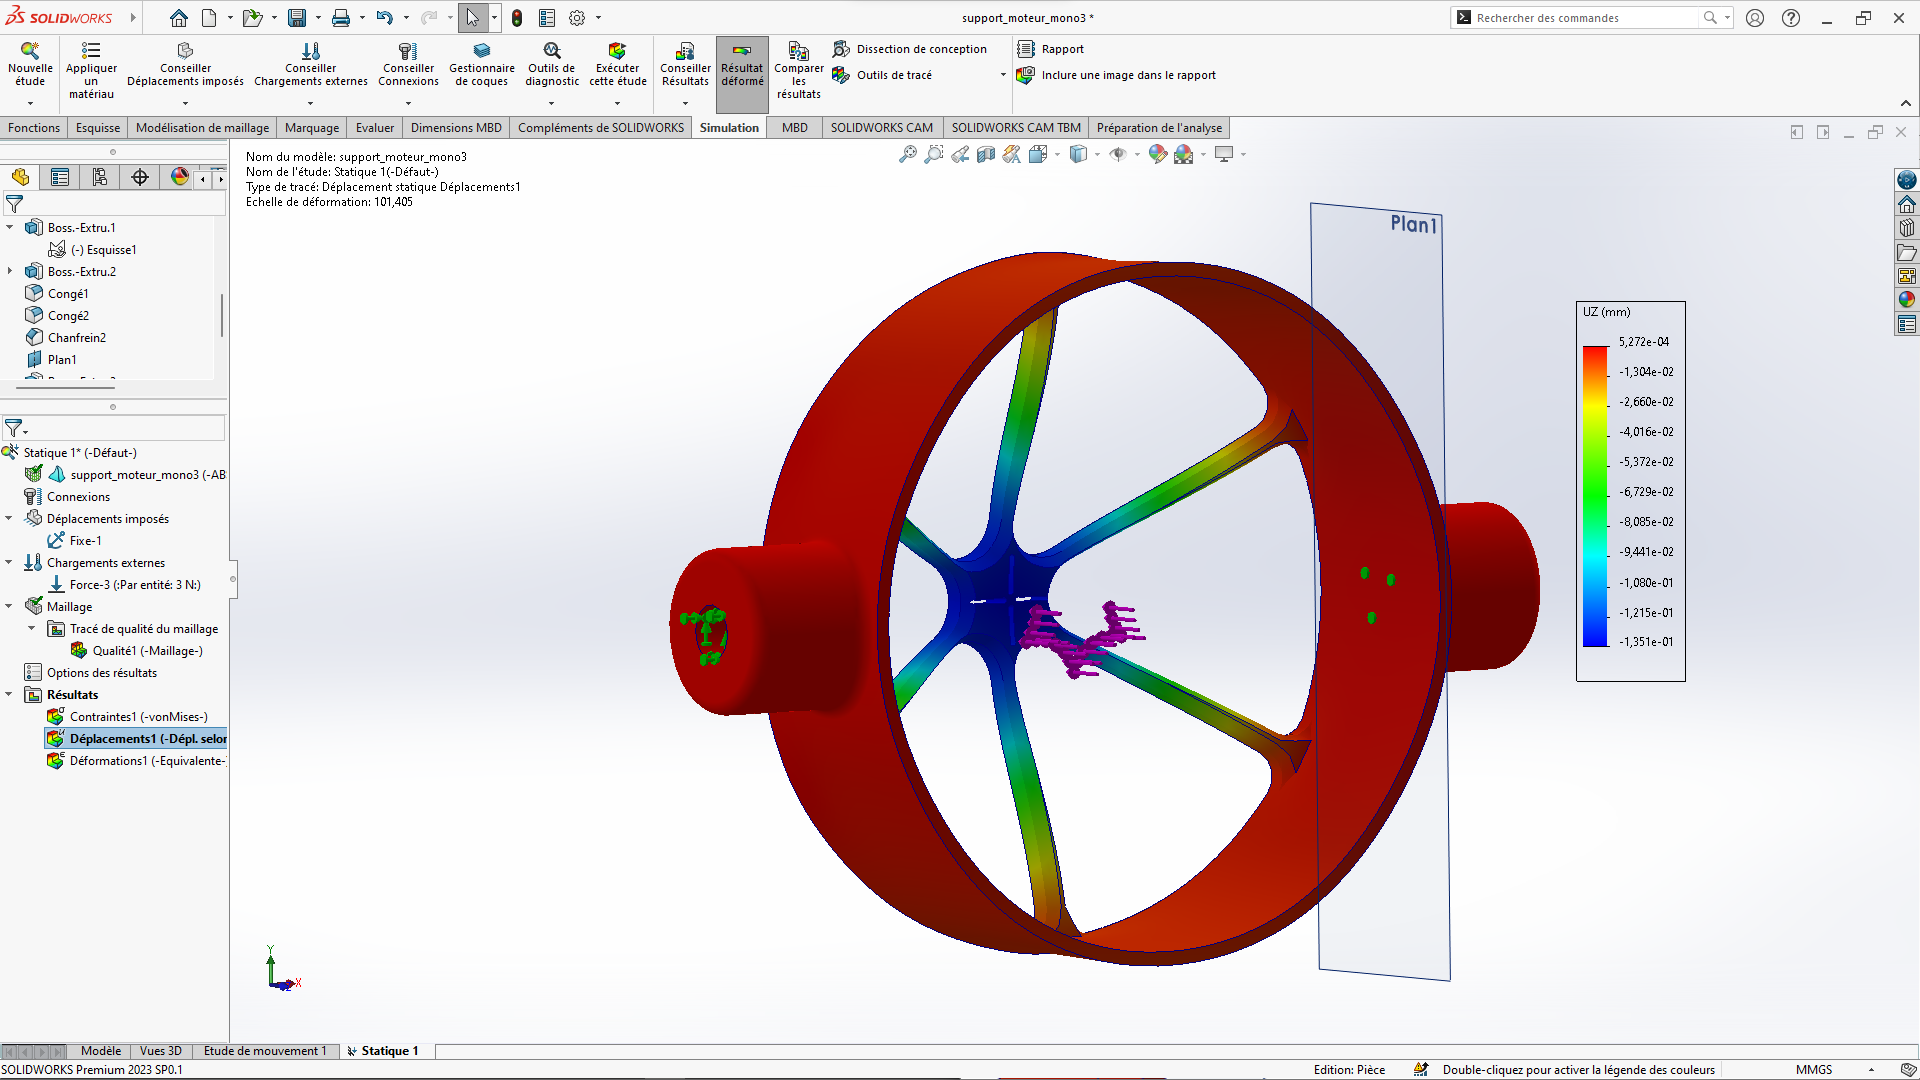 SOLIDWORKS
support_moteur_mono3 *
Rechercher des commandes
Nouvelle étude
Appliquer un matériau
Conseiller Déplacements imposés
Conseiller Chargements externes
Conseiller Connexions
Gestionnaire de coques
Outils de diagnostic
Exécuter cette étude
Conseiller Résultats
Résultat déformé
Comparer les résultats
Dissection de conception
Outils de tracé
Rapport
Inclure une image dans le rapport
Fonctions
Esquisse
Modélisation de maillage
Marquage
Evaluer
Dimensions MBD
Compléments de SOLIDWORKS
Simulation
MBD
SOLIDWORKS CAM
SOLIDWORKS CAM TBM
Préparation de l'analyse
Nom du modèle: support_moteur_mono3
Nom de l'étude: Statique 1(-Défaut-)
Type de tracé: Déplacement statique Déplacements1
Echelle de déformation: 101,405
Boss.-Extru.1
(-) Esquisse1
Boss.-Extru.2
Congé1
Congé2
Chanfrein2
Plan1
Statique 1* (-Défaut-)
support_moteur_mono3 (-AB
Connexions
Déplacements imposés
Fixe-1
Chargements externes
Force-3 (:Par entité: 3 N:)
Maillage
Tracé de qualité du maillage
Qualité1 (-Maillage-)
Options des résultats
Résultats
Contraintes1 (-vonMises-)
Déplacements1 (-Dépl. selon
Déformations1 (-Equivalente-
Plan1
UZ (mm)
5,272e-04
-1,304e-02
-2,660e-02
-4,016e-02
-5,372e-02
-6,729e-02
-8,085e-02
-9,441e-02
-1,080e-01
-1,215e-01
-1,351e-01
Y
X
Z
Modèle
Vues 3D
Etude de mouvement 1
Statique 1
SOLIDWORKS Premium 2023 SP0.1
Edition: Pièce
Double-cliquez pour activer la légende des couleurs
MMGS